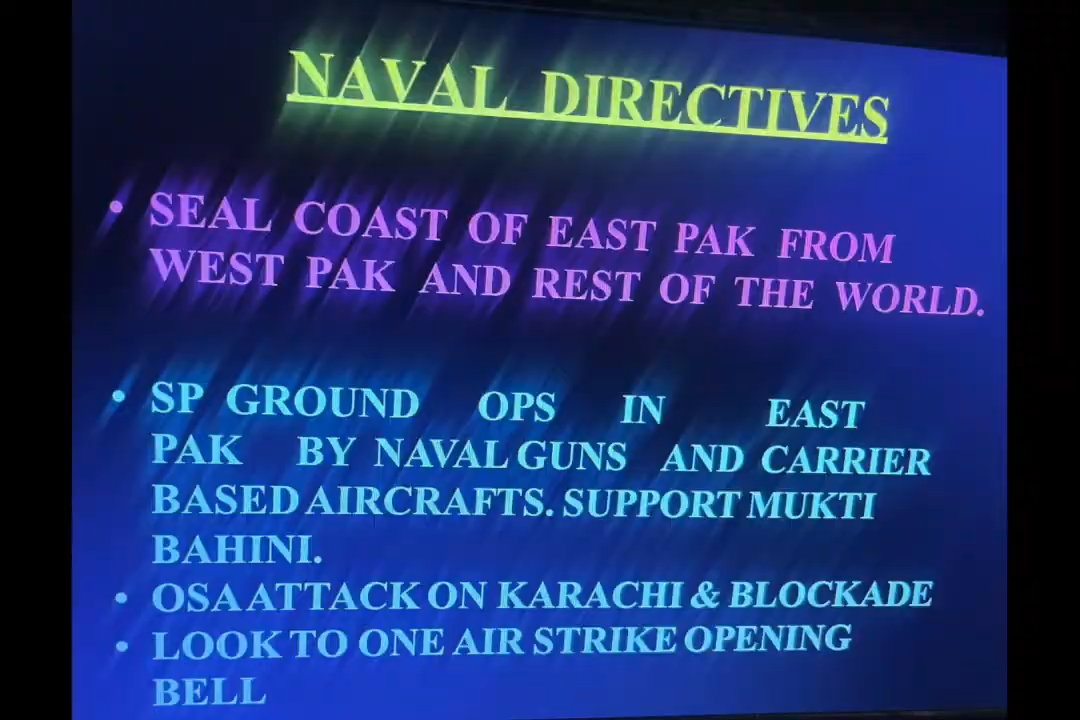 NAVAL DIRECTIVES
• SEAL COAST OF EAST PAK FROM
WEST PAK AND REST OF THE WORLD.
• SP GROUND OPS IN EAST
PAK BY NAVAL GUNS AND CARRIER
BASED AIRCRAFTS. SUPPORT MUKTI
BAHINI.
• OSA ATTACK ON KARACHI & BLOCKADE
• LOOK TO ONE AIR STRIKE OPENING
BELL